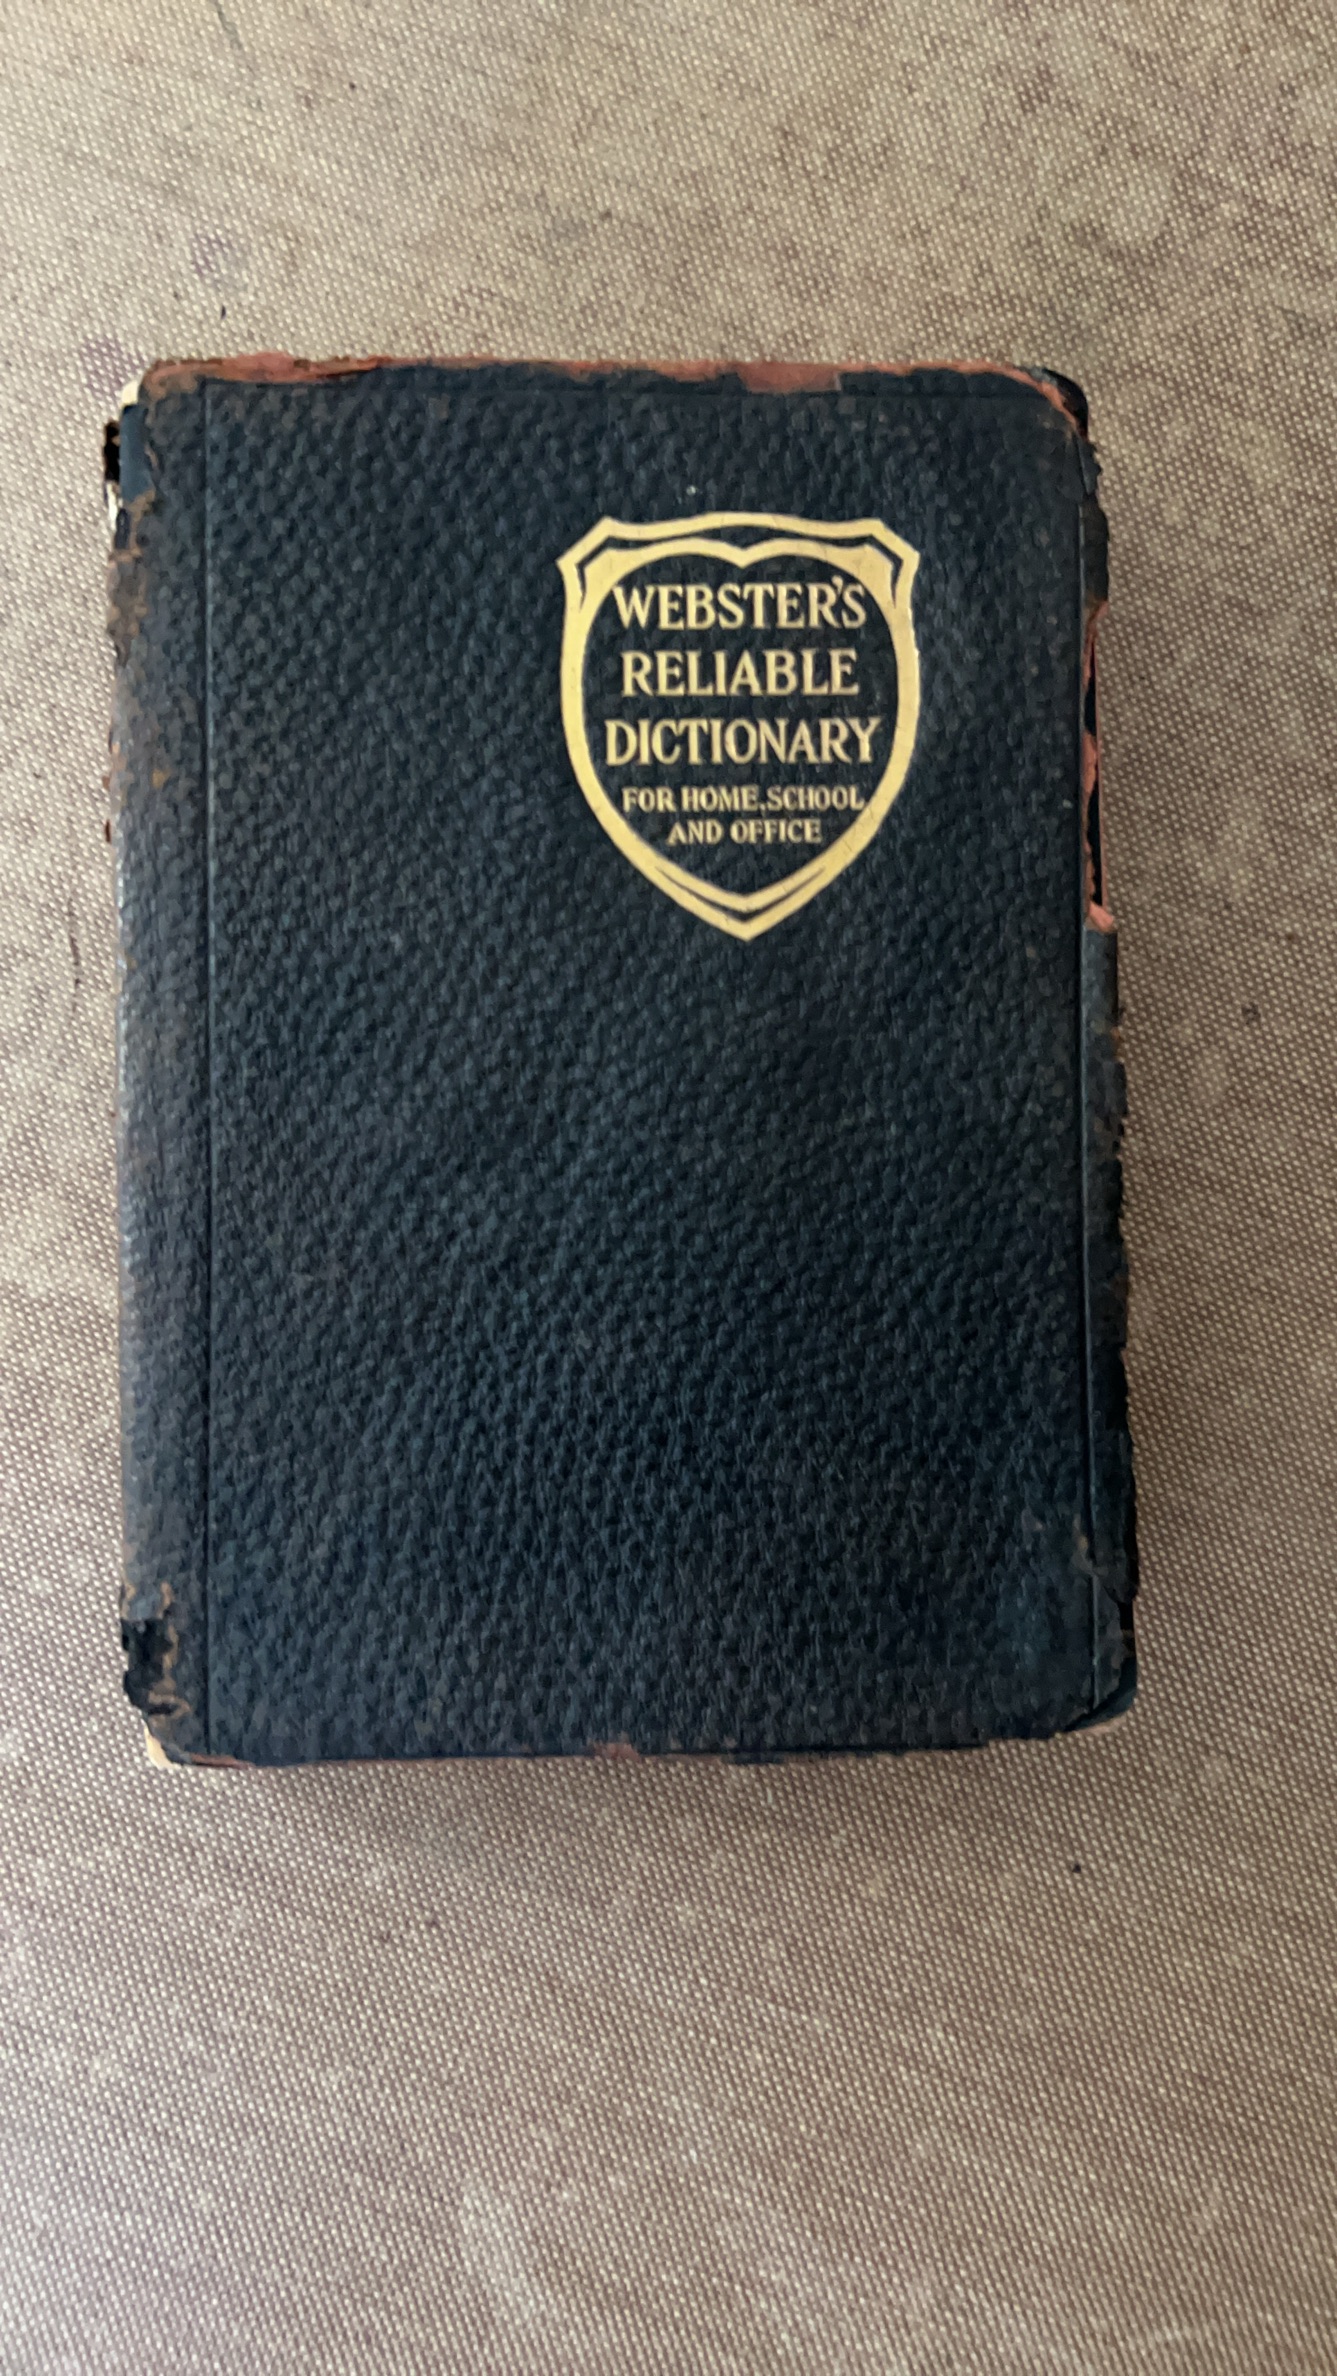 WEBSTER'S
RELIABLE
DICTIONARY
FOR HOME, SCHOOL
AND OFFICE